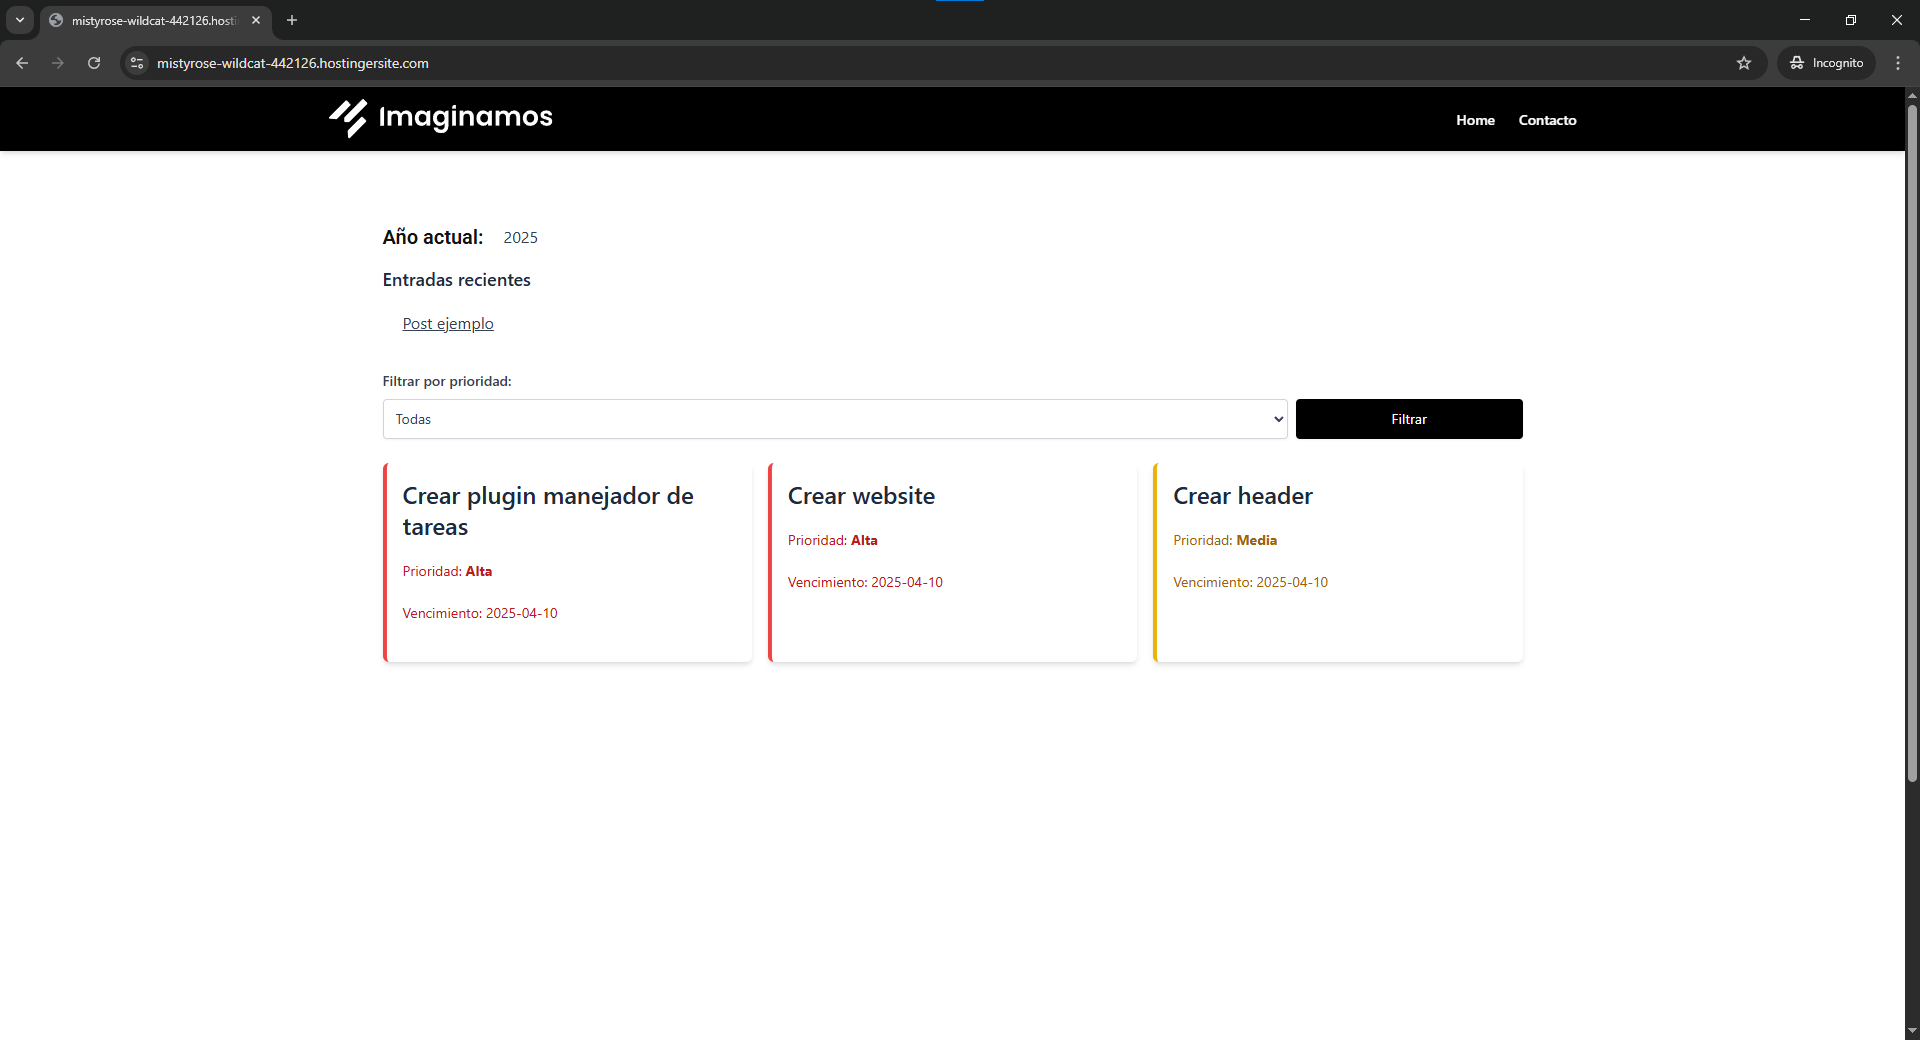 mistyrose-wildcat-442126.hosti
mistyrose-wildcat-442126.hostingersite.com
Incognito
Imaginamos
Home
Contacto
Año actual: 2025
Entradas recientes
Post ejemplo
Filtrar por prioridad:
Todas
Filtrar
Crear plugin manejador de
tareas
Prioridad: Alta
Vencimiento: 2025-04-10
Crear website
Prioridad: Alta
Vencimiento: 2025-04-10
Crear header
Prioridad: Media
Vencimiento: 2025-04-10